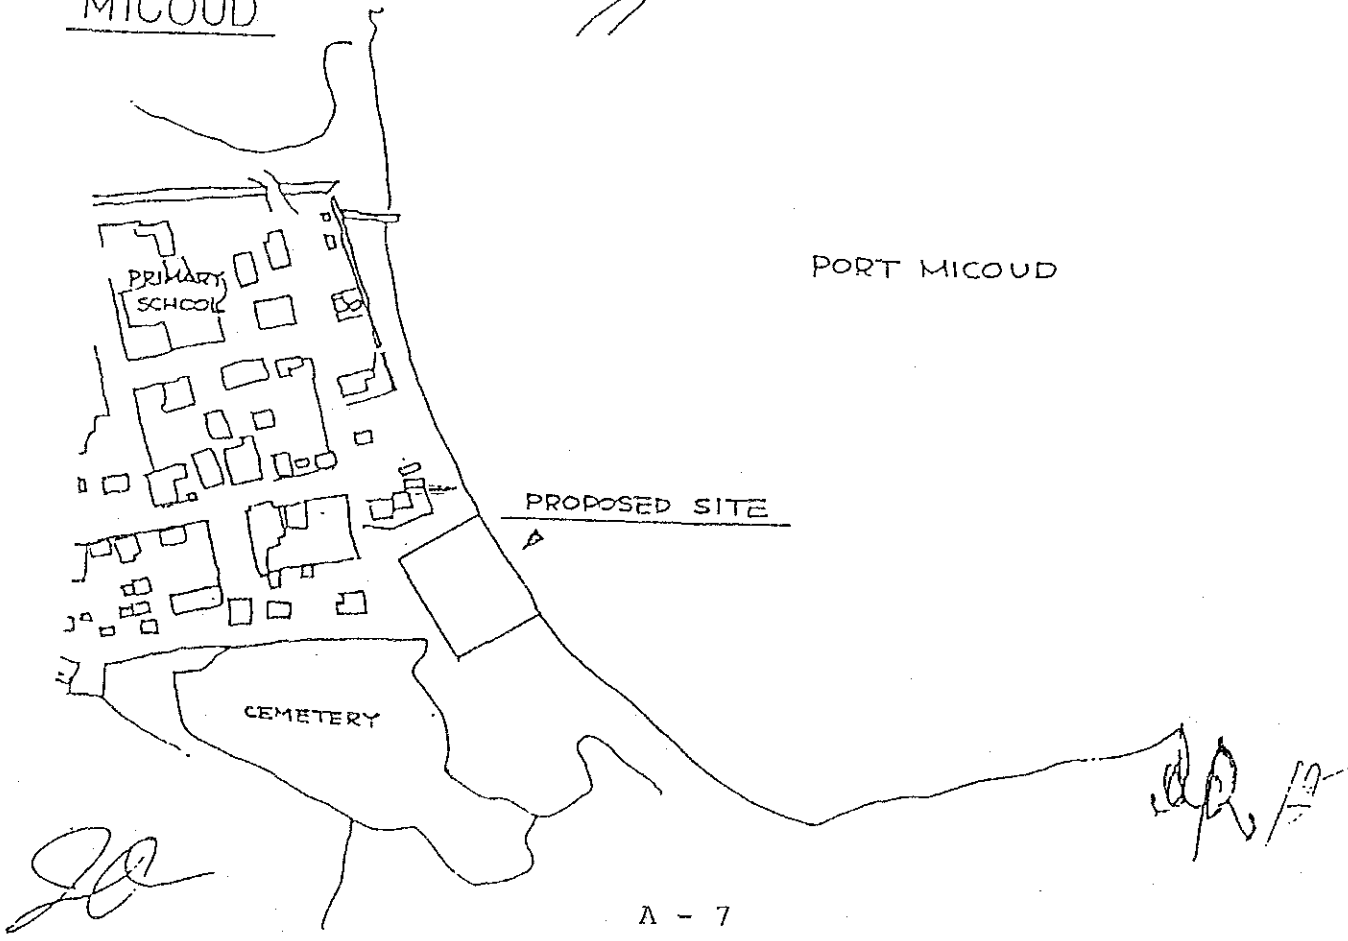 MICOUD
PRIMARY
SCHOOL
PORT MICOUD
PROPOSED SITE
CEMETERY
A - 7